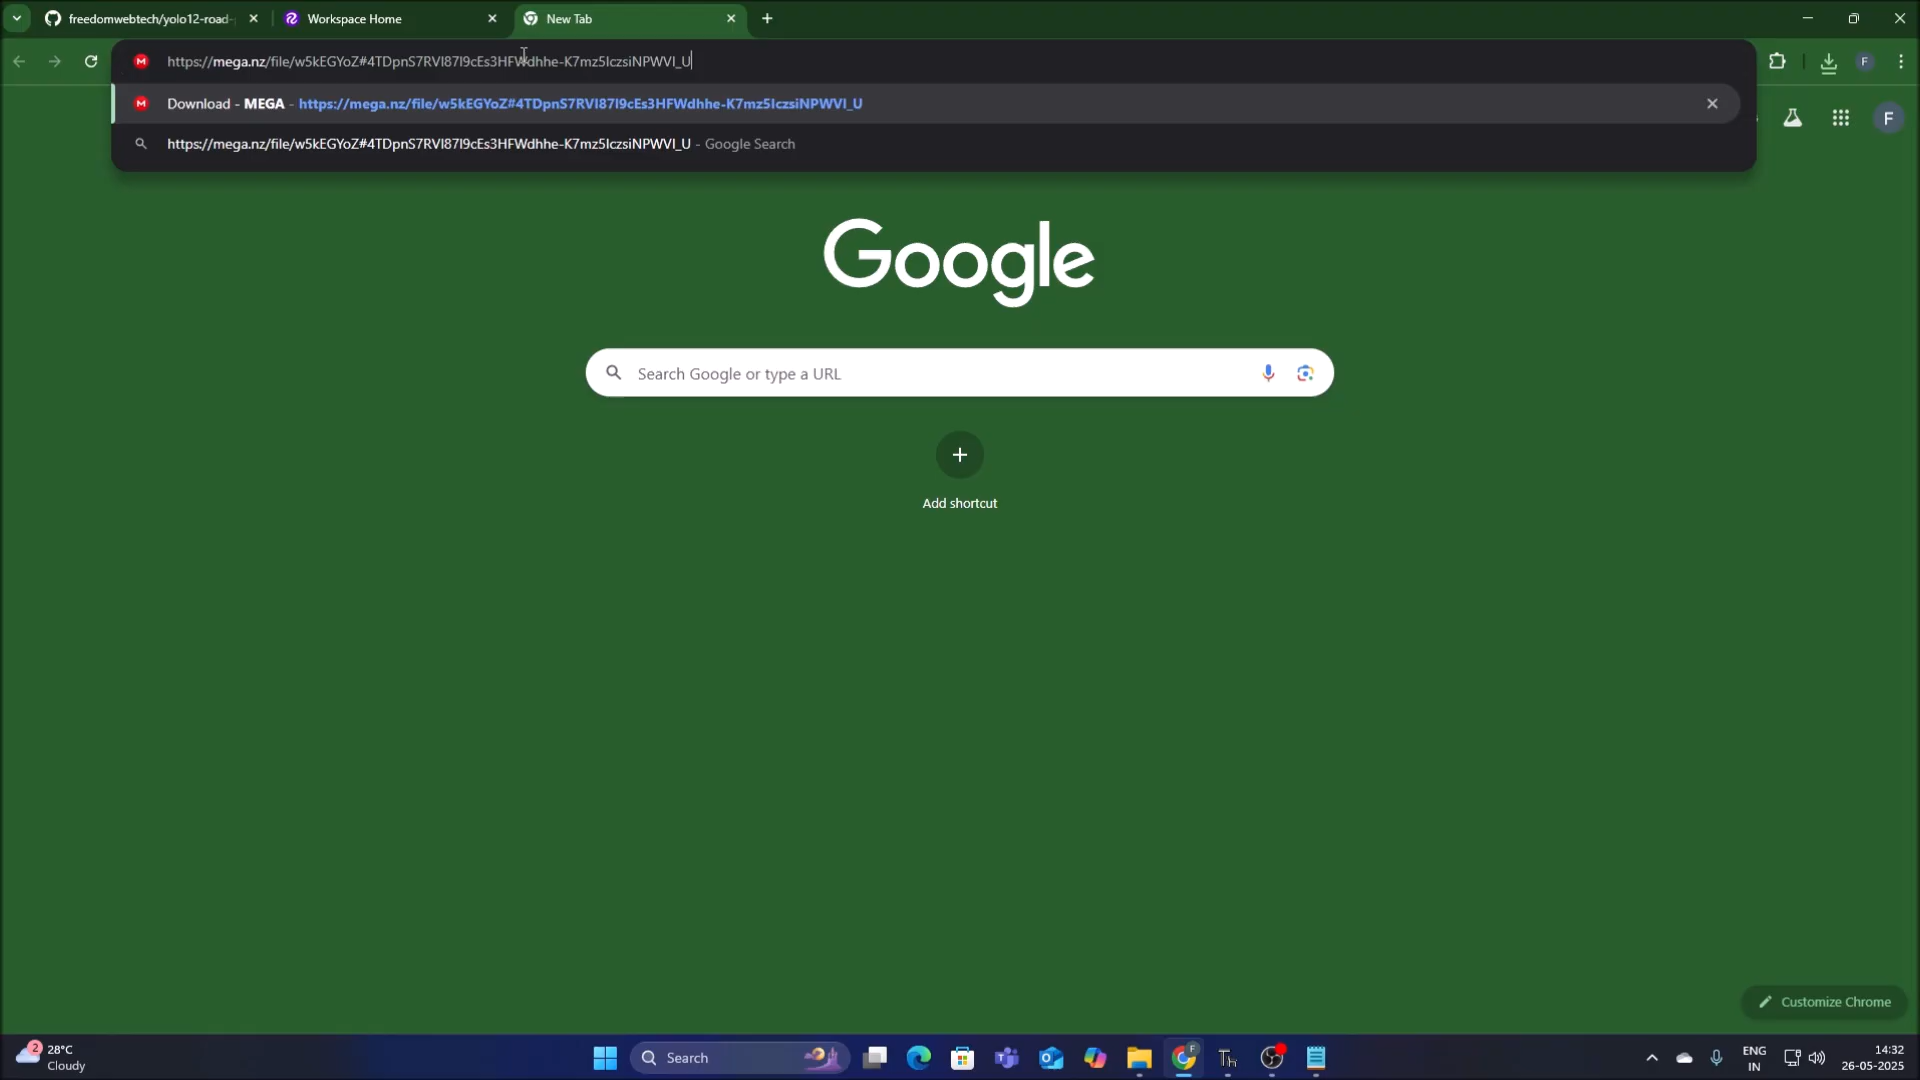 freedomwebtech/yolo12-road-
Workspace Home
New Tab
https://mega.nz/file/w5kEGYoZ#4TDpnS7RVI87I9cEs3HFWdhhe-K7mz5IczsiNPWVI_U
Download - MEGA - https://mega.nz/file/w5kEGYoZ#4TDpnS7RVI87I9cEs3HFWdhhe-K7mz5IczsiNPWVI_U
https://mega.nz/file/w5kEGYoZ#4TDpnS7RVI87I9cEs3HFWdhhe-K7mz5IczsiNPWVI_U - Google Search
F
F
Google
Search Google or type a URL
Add shortcut
Customize Chrome
2
28°C
Cloudy
Search
F
ENG
IN
14:32
26-05-2025